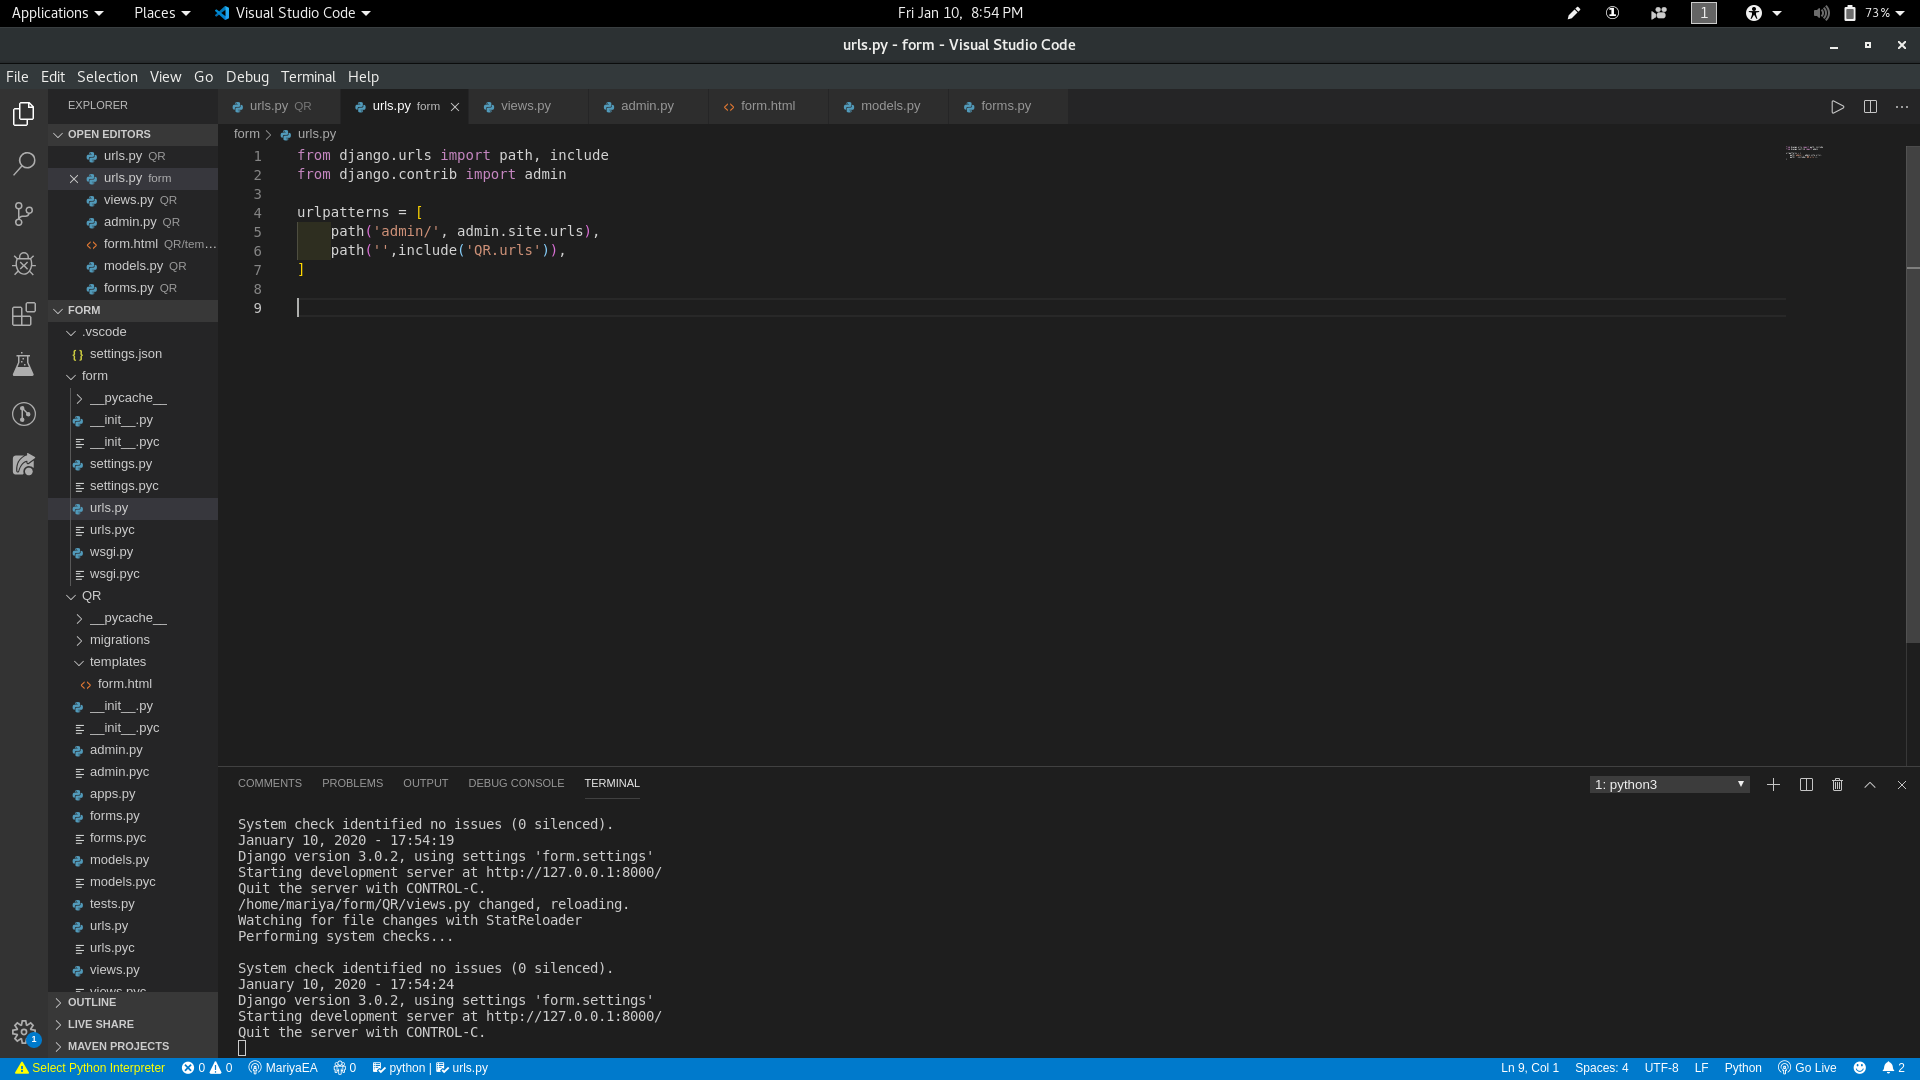 Applications Places Visual Studio Code Fri Jan 10, 8:54 PM 1 73%
urls.py - form - Visual Studio Code
File Edit Selection View Go Debug Terminal Help
EXPLORER
OPEN EDITORS
urls.py QR
urls.py form
views.py QR
admin.py QR
form.html QR/tem...
models.py QR
forms.py QR
FORM
.vscode
settings.json
form
__pycache__
__init__.py
__init__.pyc
settings.py
settings.pyc
urls.py
urls.pyc
wsgi.py
wsgi.pyc
QR
__pycache__
migrations
templates
form.html
__init__.py
__init__.pyc
admin.py
admin.pyc
apps.py
forms.py
forms.pyc
models.py
models.pyc
tests.py
urls.py
urls.pyc
views.py
views.pyc
OUTLINE
LIVE SHARE
MAVEN PROJECTS
1
urls.py QR urls.py form views.py admin.py form.html models.py forms.py
form urls.py
1 from django.urls import path, include
2 from django.contrib import admin
3
4 urlpatterns = [
5 path('admin/', admin.site.urls),
6 path('',include('QR.urls')),
7 ]
8
9
COMMENTS PROBLEMS OUTPUT DEBUG CONSOLE TERMINAL 1: python3
System check identified no issues (0 silenced).
January 10, 2020 - 17:54:19
Django version 3.0.2, using settings 'form.settings'
Starting development server at http://127.0.0.1:8000/
Quit the server with CONTROL-C.
/home/mariya/form/QR/views.py changed, reloading.
Watching for file changes with StatReloader
Performing system checks...
System check identified no issues (0 silenced).
January 10, 2020 - 17:54:24
Django version 3.0.2, using settings 'form.settings'
Starting development server at http://127.0.0.1:8000/
Quit the server with CONTROL-C.
Select Python Interpreter 0 0 MariyaEA 0 python | urls.py Ln 9, Col 1 Spaces: 4 UTF-8 LF Python Go Live 2